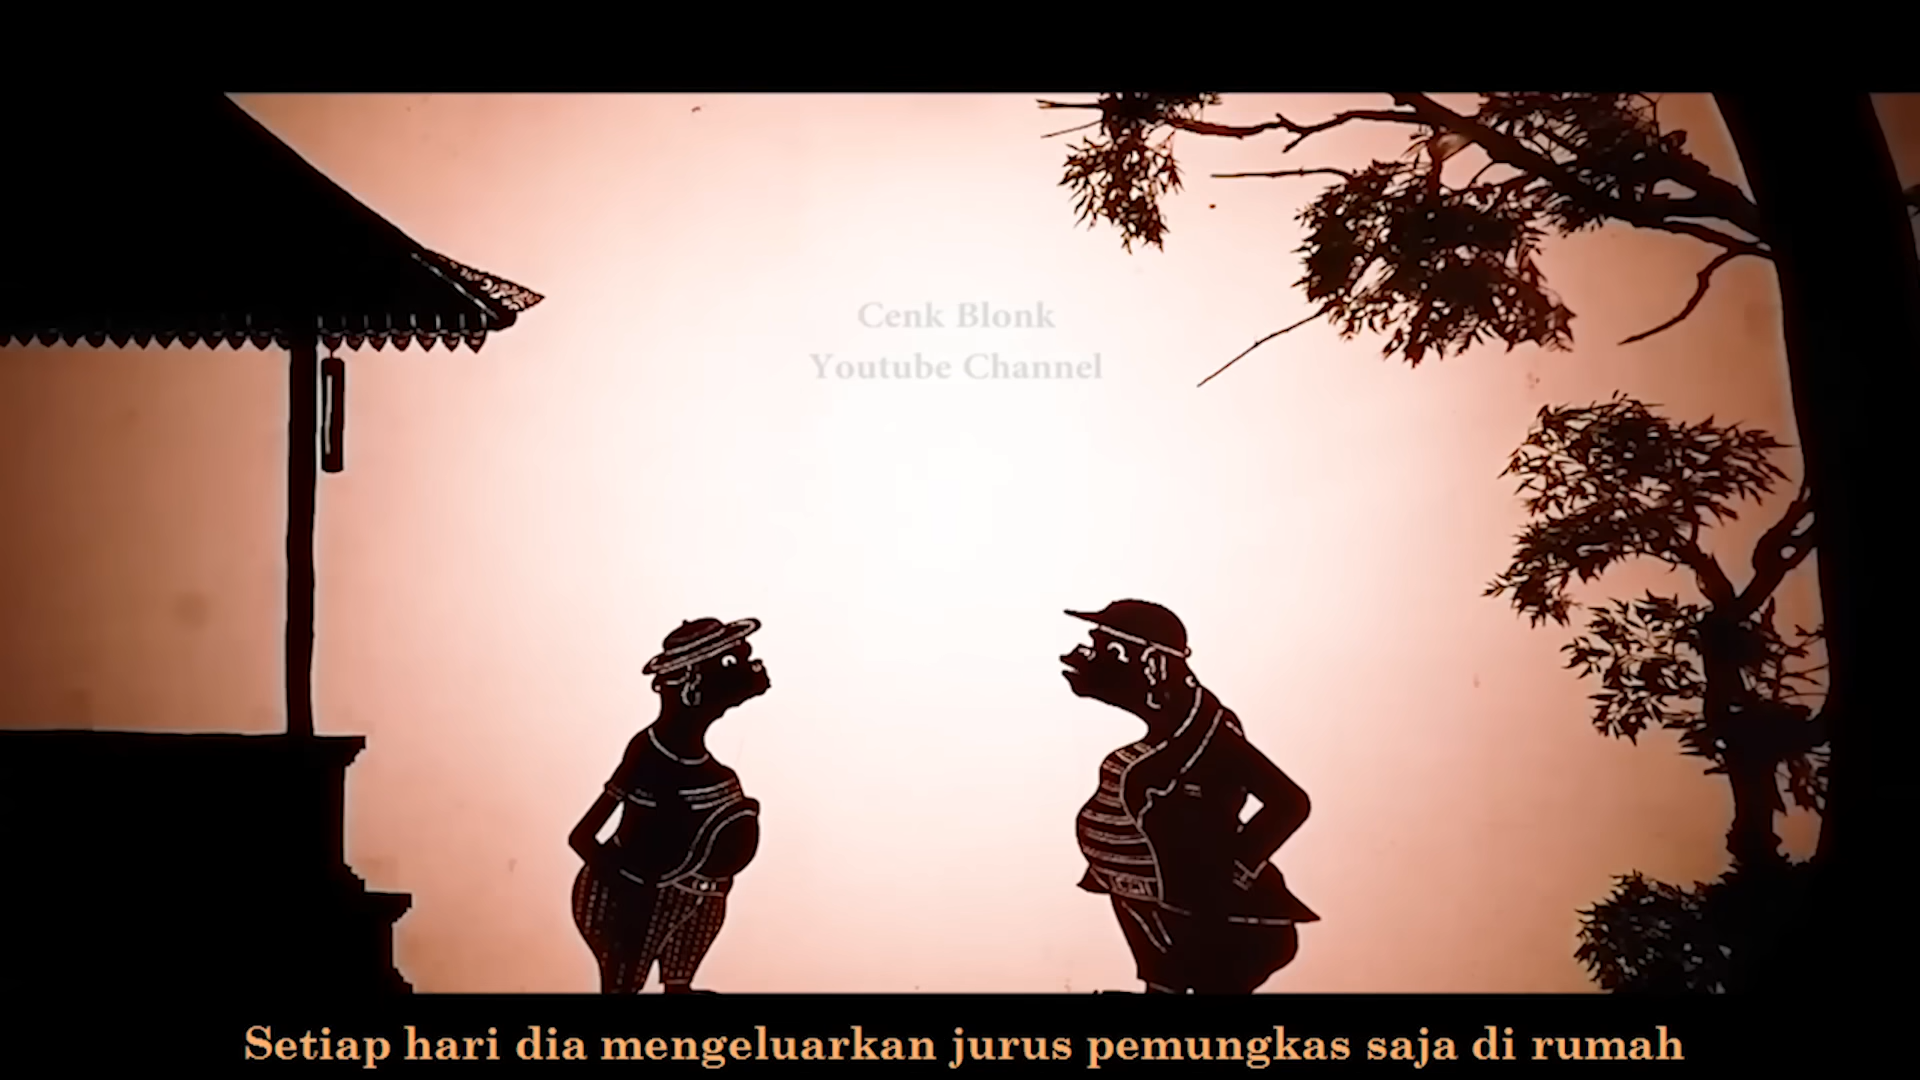 Cenk Blonk
Youtube Channel
Setiap hari dia mengeluarkan jurus pemungkas saja di rumah